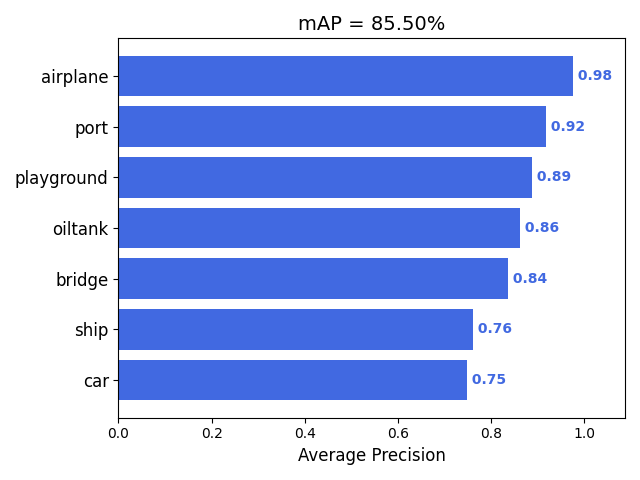 mAP = 85.50%
airplane 0.98
port 0.92
playground 0.89
oiltank 0.86
bridge 0.84
ship 0.76
car 0.75
0.0 0.2 0.4 0.6 0.8 1.0
Average Precision